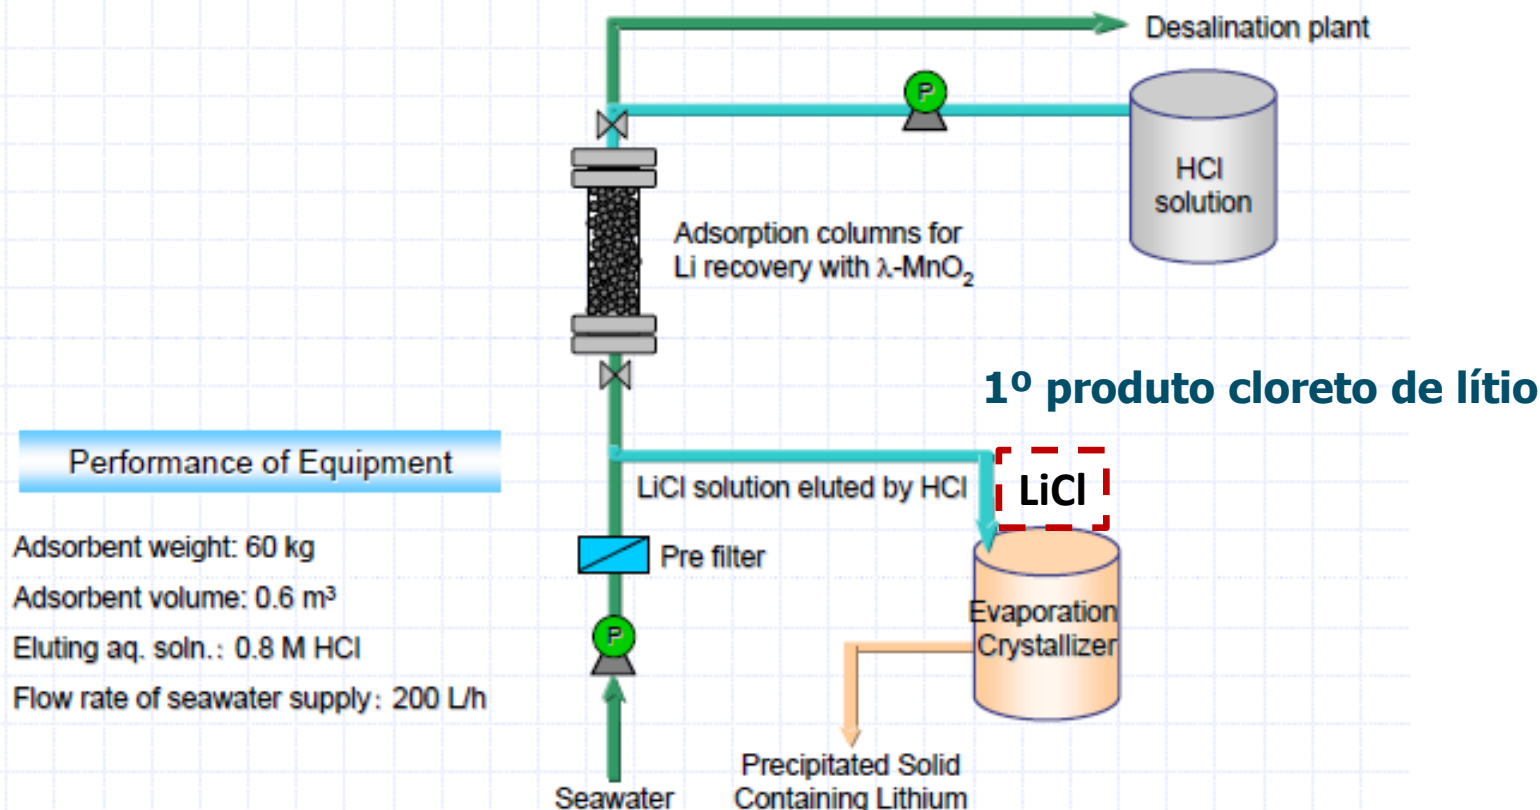 Desalination plant
P
HCl
solution
Adsorption columns for
Li recovery with λ-MnO₂
1º produto cloreto de lítio
Performance of Equipment
LiCl solution eluted by HCl
LiCl
Adsorbent weight: 60 kg
Pre filter
Adsorbent volume: 0.6 m³
Evaporation
Crystallizer
Eluting aq. soln.: 0.8 M HCl
P
Flow rate of seawater supply: 200 L/h
Precipitated Solid
Containing Lithium
Seawater